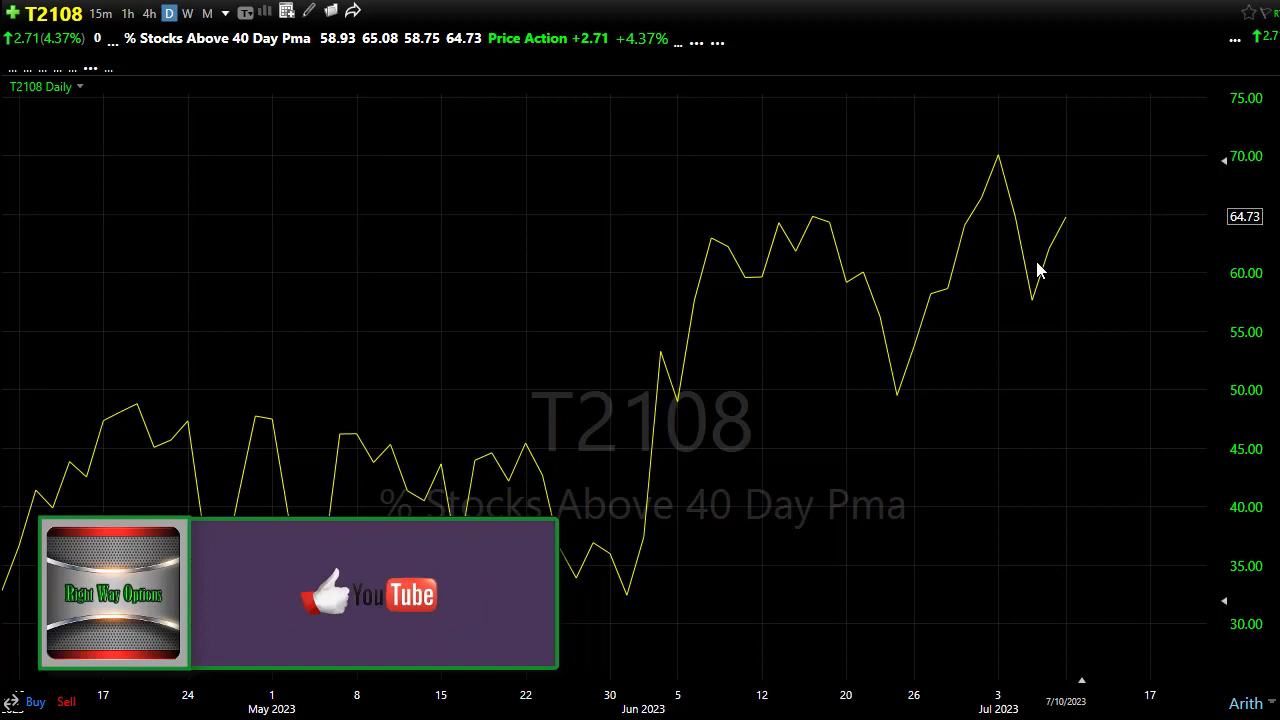 T2108 15m 1h 4h D W M
2.71(4.37%) 0 ... % Stocks Above 40 Day Pma 58.93 65.08 58.75 64.73 Price Action +2.71 +4.37% ... ... ... ... 2.7
... ... ... ... ... ... ...
T2108 Daily
75.00
70.00
64.73
60.00
55.00
50.00
T2108
45.00
% Stocks Above 40 Day Pma
40.00
35.00
Right Way Options
YouTube
30.00
17 24 1 8 15 22 30 5 12 20 26 3 17
Buy Sell
May 2023 Jun 2023 Jul 2023 7/10/2023
Arith